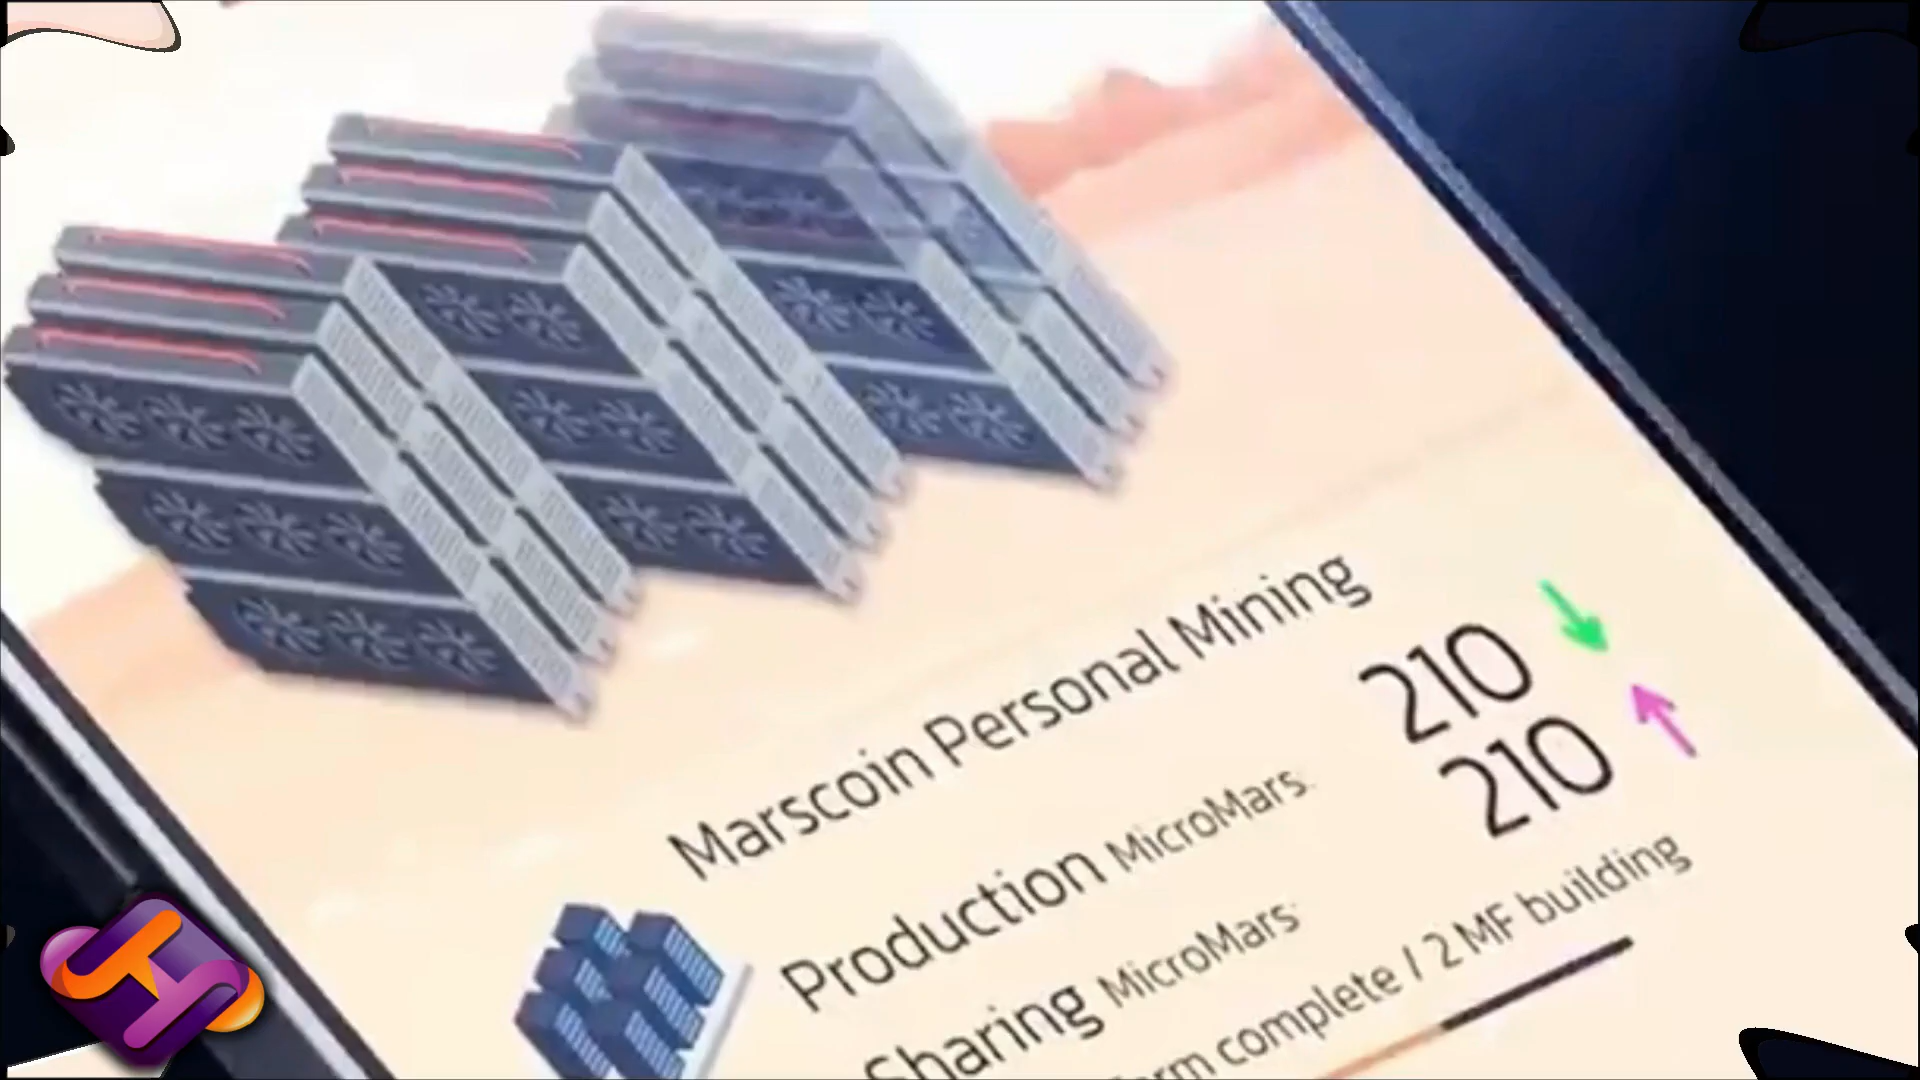 Marscoin Personal Mining
Production MicroMars: 210
Sharing MicroMars: 210
complete / 2 MF building